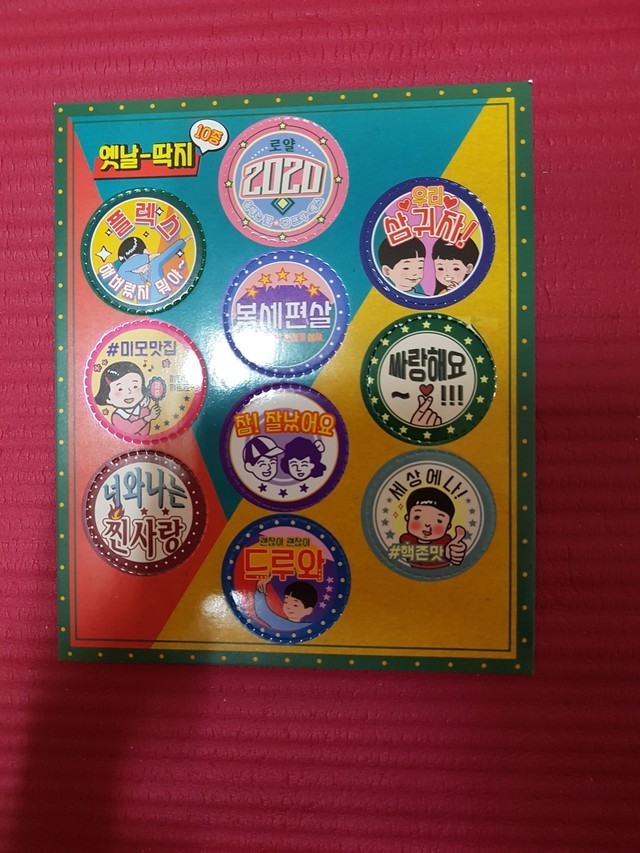 옛날-딱지
10종
로얄
2020
플렉스
해버렸지 뭐야~
우리
삼귀자!
복세편살
#미모맛집
싸랑해요
~ !!!
참! 잘났어요
너와나는
찐사랑
세상에나!
#핵존맛
괜찮아 괜찮아
드루와